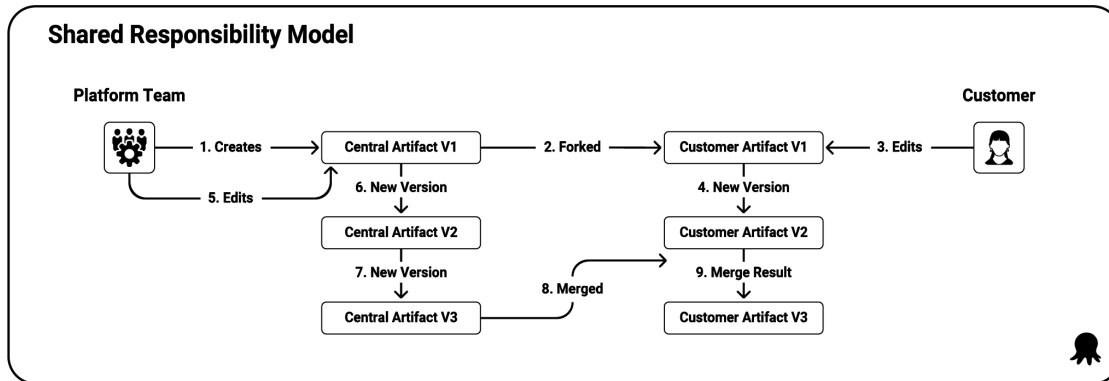 Shared Responsibility Model
Platform Team
Customer
1. Creates
Central Artifact V1
2. Forked
Customer Artifact V1
3. Edits
5. Edits
6. New Version
4. New Version
Central Artifact V2
Customer Artifact V2
7. New Version
9. Merge Result
8. Merged
Central Artifact V3
Customer Artifact V3